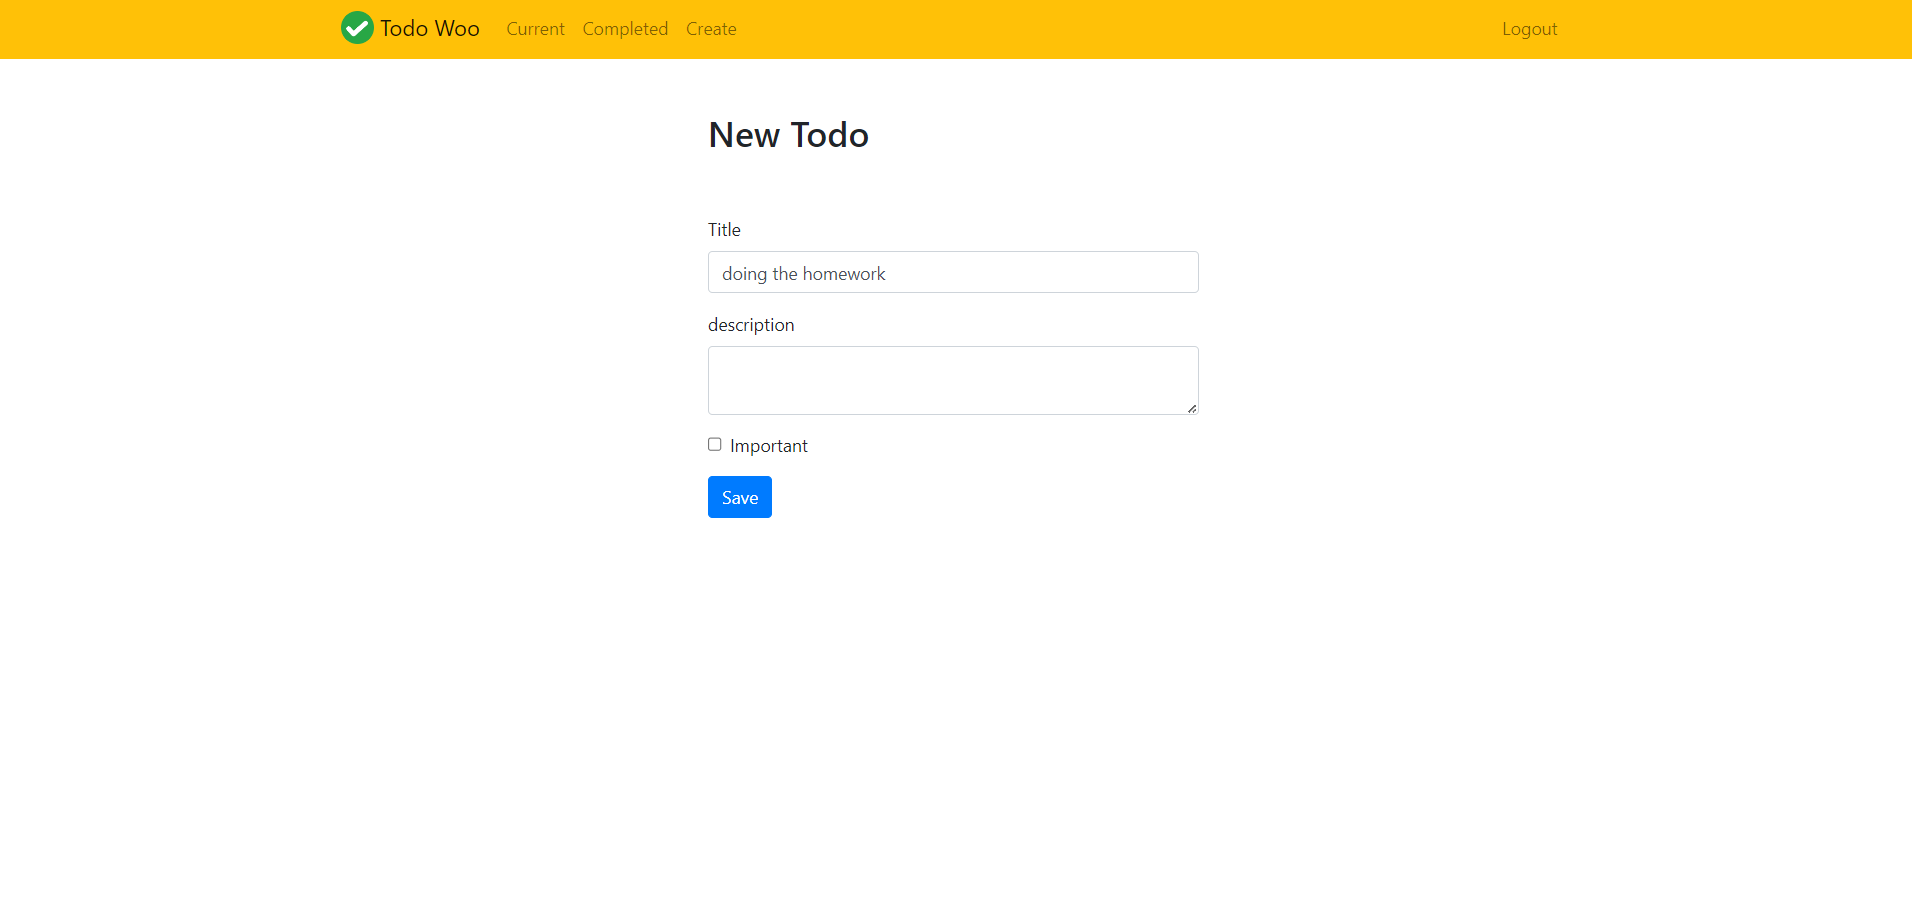 Todo Woo Current Completed Create Logout
New Todo
Title
doing the homework
description
Important
Save